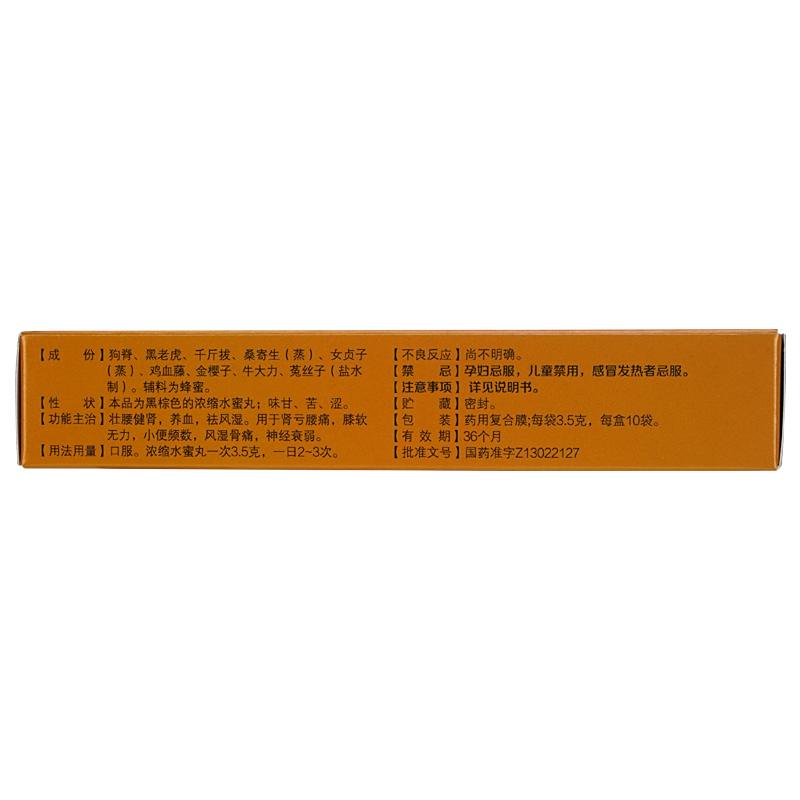 【成 份】狗脊、黑老虎、千斤拔、桑寄生(蒸)、女贞子
(蒸)、鸡血藤、金樱子、牛大力、菟丝子(盐水
制)。辅料为蜂蜜。
【性 状】本品为黑棕色的浓缩水蜜丸；味甘、苦、涩。
【功能主治】壮腰健肾，养血，祛风湿。用于肾亏腰痛，膝软
无力，小便频数，风湿骨痛，神经衰弱。
【用法用量】口服。浓缩水蜜丸一次3.5克，一日2~3次。
【不良反应】尚不明确。
【禁 忌】孕妇忌服，儿童禁用，感冒发热者忌服。
【注意事项】详见说明书。
【贮 藏】密封。
【包 装】药用复合膜;每袋3.5克，每盒10袋。
【有 效 期】36个月
【批准文号】国药准字Z13022127